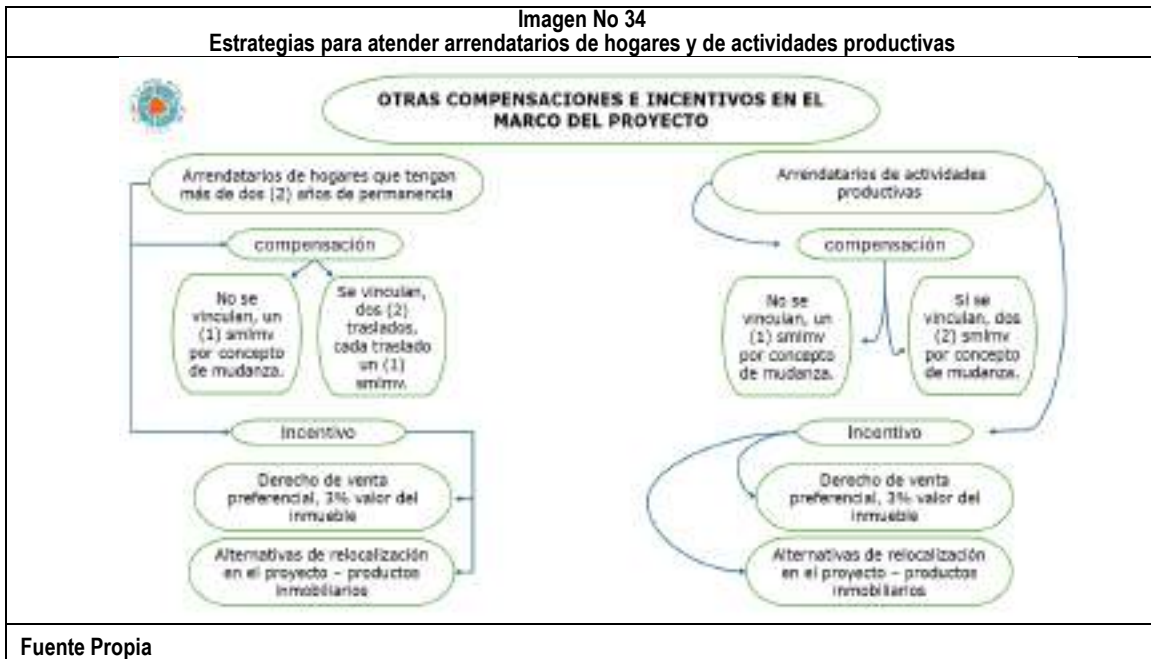 Imagen No 34
Estrategias para atender arrendatarios de hogares y de actividades productivas
OTRAS COMPENSACIONES E INCENTIVOS EN EL
MARCO DEL PROYECTO
Arrendatarios de hogares que tengan
más de dos (2) años de permanencia
compensación
No se
vinculan, un
(1) smlmv
por concepto
de mudanza.
Se vinculan,
dos (2)
traslados,
cada traslado
un (1)
smlmv.
Incentivo
Derecho de venta
preferencial, 3% valor del
inmueble
Alternativas de relocalización
en el proyecto – productos
inmobiliarios
Arrendatarios de actividades
productivas
compensación
No se
vinculan, un
(1) smlmv
por concepto
de mudanza.
Si se
vinculan, dos
(2) smlmv
por concepto
de mudanza.
Incentivo
Derecho de venta
preferencial, 3% valor del
inmueble
Alternativas de relocalización
en el proyecto – productos
inmobiliarios
Fuente Propia